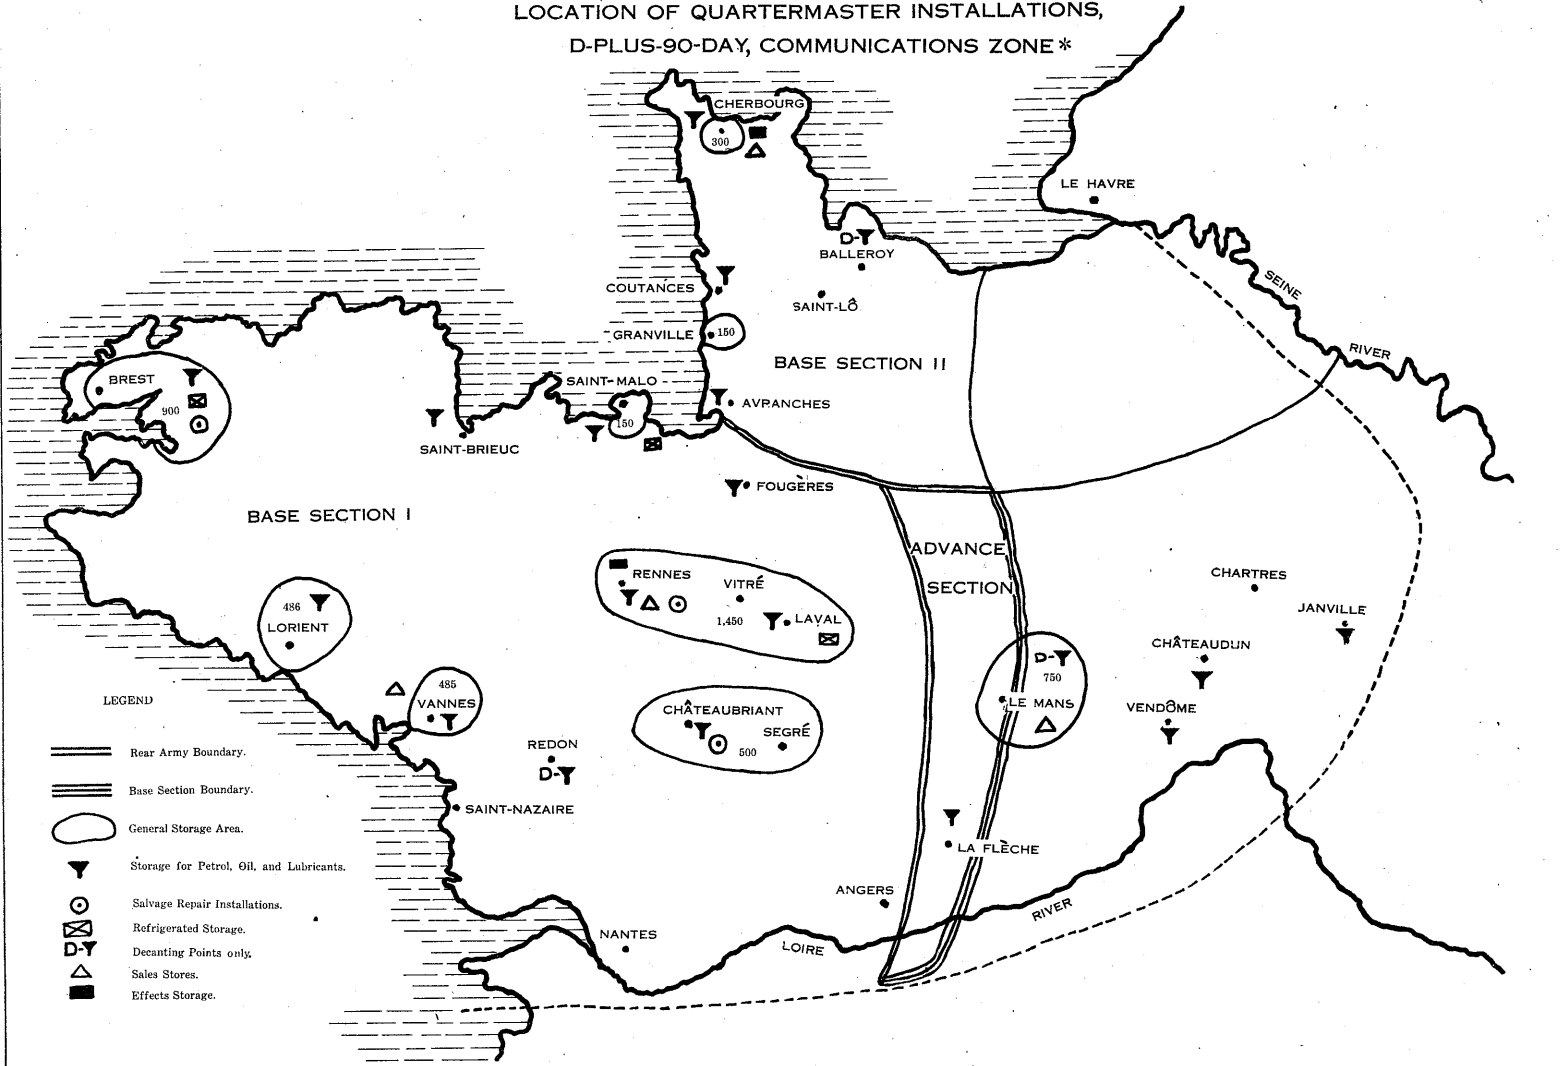 LOCATION OF QUARTERMASTER INSTALLATIONS,
D-PLUS-90-DAY, COMMUNICATIONS ZONE*
CHERBOURG
300
LE HAVRE
D-
BALLEROY
SEINE
COUTANCES
SAINT-LÔ
GRANVILLE
150
RIVER
BASE SECTION II
BREST
900
SAINT-MALO
150
AVRANCHES
SAINT-BRIEUC
FOUGÈRES
BASE SECTION I
ADVANCE
SECTION
RENNES
VITRÉ
1,450
LAVAL
CHARTRES
JANVILLE
486
LORIENT
CHÂTEAUDUN
D-
750
LE MANS
VENDÔME
485
VANNES
CHÂTEAUBRIANT
SEGRÉ
500
REDON
D-
SAINT-NAZAIRE
LA FLÈCHE
ANGERS
RIVER
NANTES
LOIRE
LEGEND
Rear Army Boundary.
Base Section Boundary.
General Storage Area.
Storage for Petrol, Oil, and Lubricants.
Salvage Repair Installations.
Refrigerated Storage.
D- Decanting Points only.
Sales Stores.
Effects Storage.